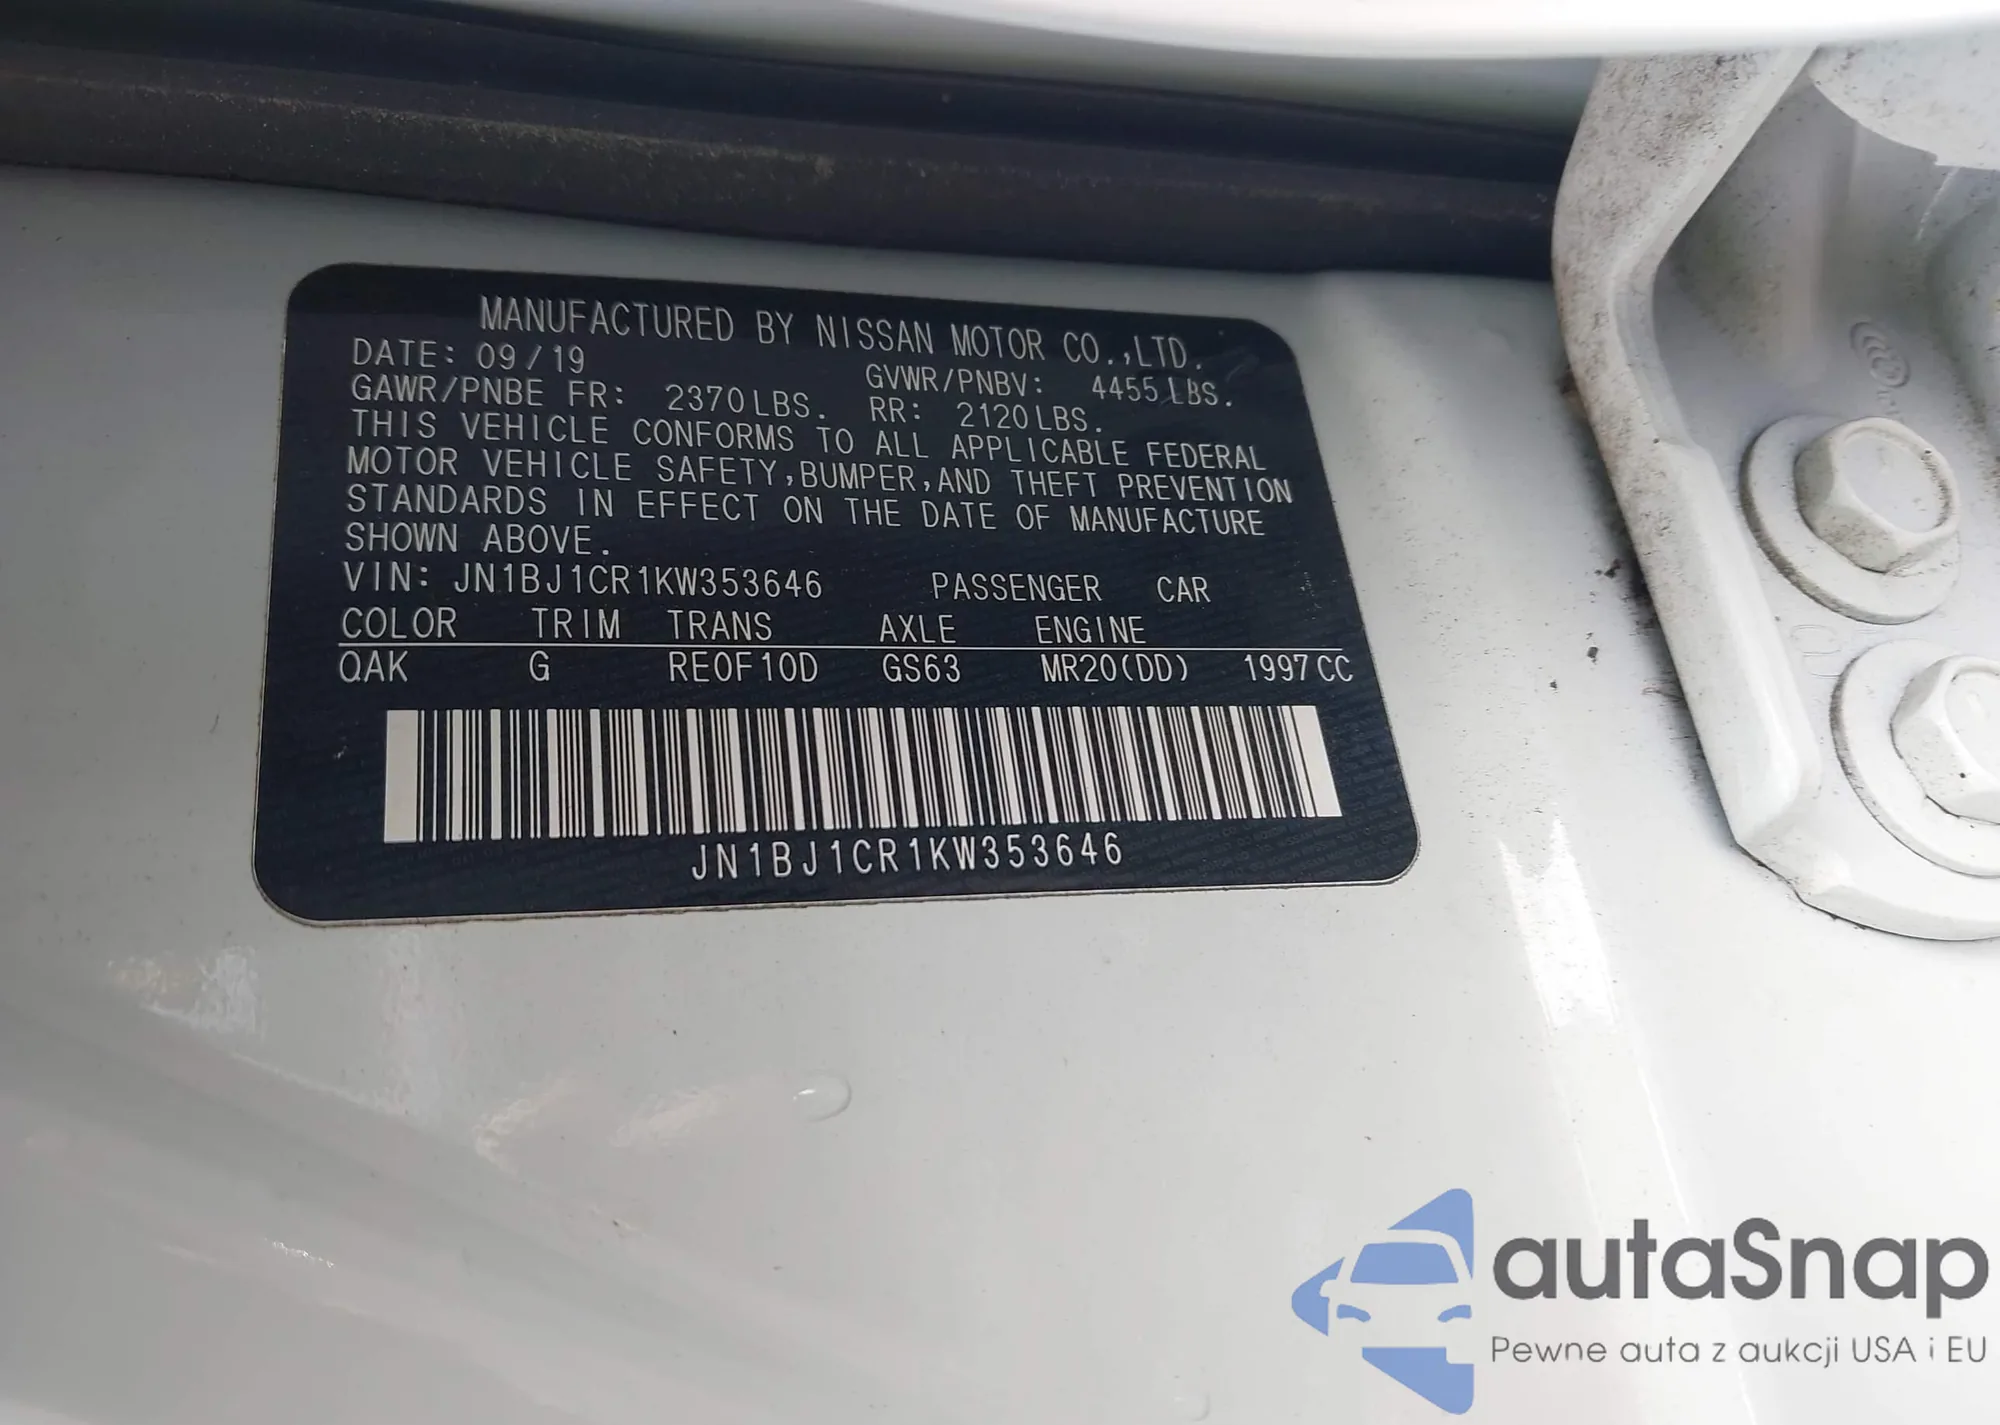 MANUFACTURED BY NISSAN MOTOR CO.,LTD.
DATE: 09/19 GVWR/PNBV: 4455 LBS.
GAWR/PNBE FR: 2370LBS. RR: 2120LBS.
THIS VEHICLE CONFORMS TO ALL APPLICABLE FEDERAL
MOTOR VEHICLE SAFETY,BUMPER,AND THEFT PREVENTION
STANDARDS IN EFFECT ON THE DATE OF MANUFACTURE
SHOWN ABOVE.
VIN: JN1BJ1CR1KW353646 PASSENGER CAR
COLOR TRIM TRANS AXLE ENGINE
QAK G RE0F10D GS63 MR20(DD) 1997CC
JN1BJ1CR1KW353646
autaSnap
Pewne auta z aukcji USA i EU